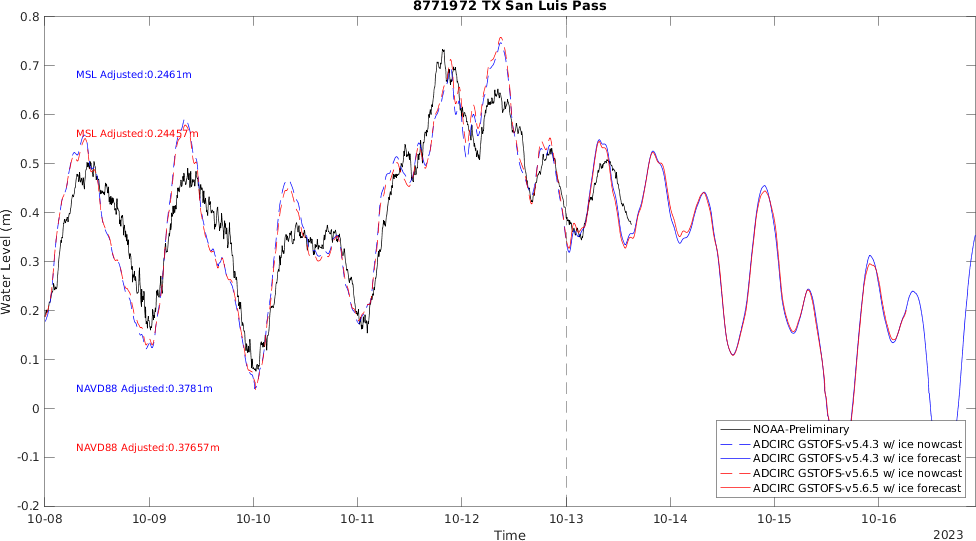 8771972 TX San Luis Pass
0.8
0.7
0.6
0.5
0.4
0.3
0.2
0.1
0
-0.1
-0.2
Water Level (m)
MSL Adjusted:0.2461m
MSL Adjusted:0.24457m
NAVD88 Adjusted:0.3781m
NAVD88 Adjusted:0.37657m
NOAA-Preliminary
ADCIRC GSTOFS-v5.4.3 w/ ice nowcast
ADCIRC GSTOFS-v5.4.3 w/ ice forecast
ADCIRC GSTOFS-v5.6.5 w/ ice nowcast
ADCIRC GSTOFS-v5.6.5 w/ ice forecast
10-08 10-09 10-10 10-11 10-12 10-13 10-14 10-15 10-16
Time
2023